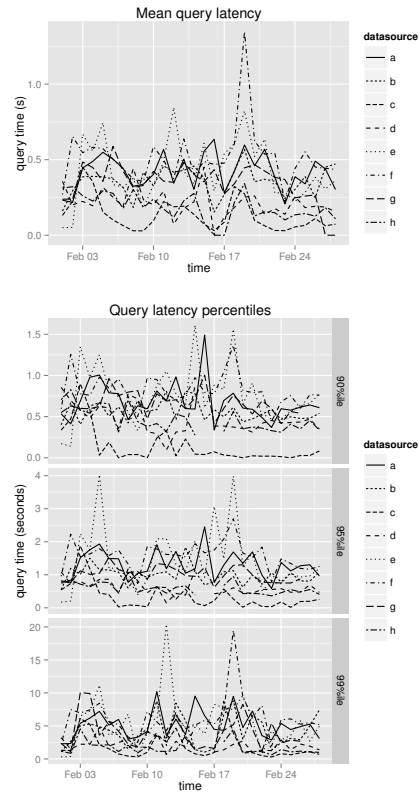 Mean query latency
query time (s)
1.0
0.5
0.0
Feb 03 Feb 10 Feb 17 Feb 24
time
datasource
a
b
c
d
e
f
g
h
Query latency percentiles
query time (seconds)
1.5
1.0
0.5
0.0
90%ile
4
3
2
1
0
95%ile
20
15
10
5
0
99%ile
Feb 03 Feb 10 Feb 17 Feb 24
time
datasource
a
b
c
d
e
f
g
h